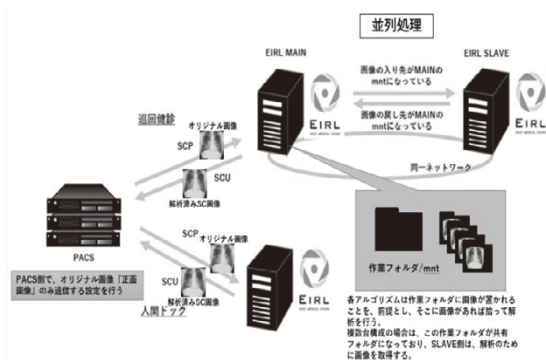 並列処理
EIRL MAIN
EIRL SLAVE
画像の入り先がMAINの
mntになっている
画像の戻し先がMAINの
mntになっている
EIRL
EIRL
同一ネットワーク
巡回健診
オリジナル画像
SCP
SCU
解析済みSC画像
PACS
PACS側で、オリジナル画像「正面
画像」のみ送信する設定を行う
SCP
オリジナル画像
SCU
解析済みSC画像
人間ドック
EIRL
作業フォルダ/mnt
各アルゴリズムは作業フォルダに画像が置かれる
ことを、前提とし、そこに画像があれば拾って解
析を行う。
複数台構成の場合は、この作業フォルダが共有
フォルダになっており、SLAVE側は、解析のため
に画像を取得する。